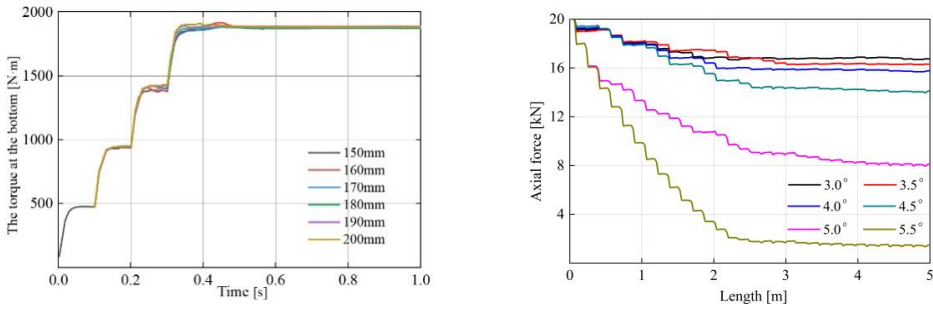 The torque at the bottom [N·m]
2000
1500
1000
500
150mm
160mm
170mm
180mm
190mm
200mm
0.0 0.2 0.4 0.6 0.8 1.0
Time [s]
Axial force [kN]
20
16
12
8
4
3.0° 3.5°
4.0° 4.5°
5.0° 5.5°
0 1 2 3 4 5
Length [m]